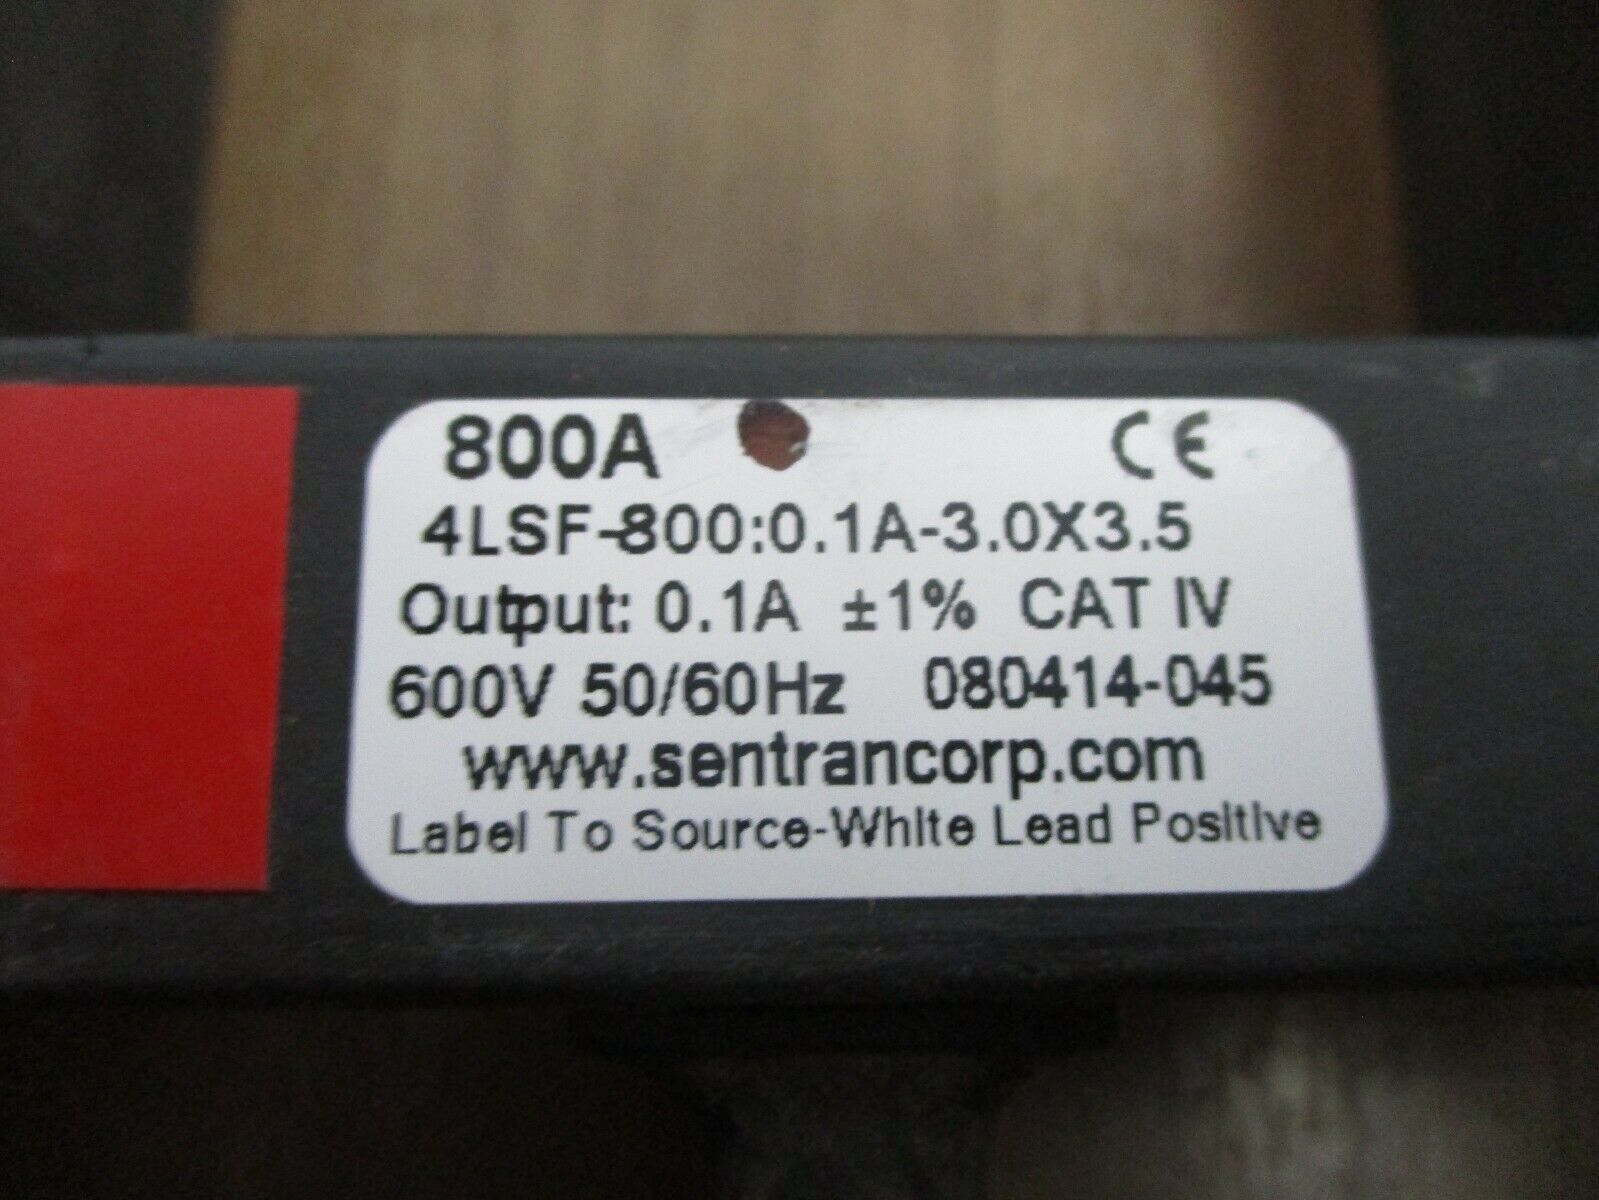 800A CE
4LSF-800:0.1A-3.0X3.5
Output: 0.1A ±1% CAT IV
600V 50/60Hz 080414-045
www.sentrancorp.com
Label To Source-White Lead Positive